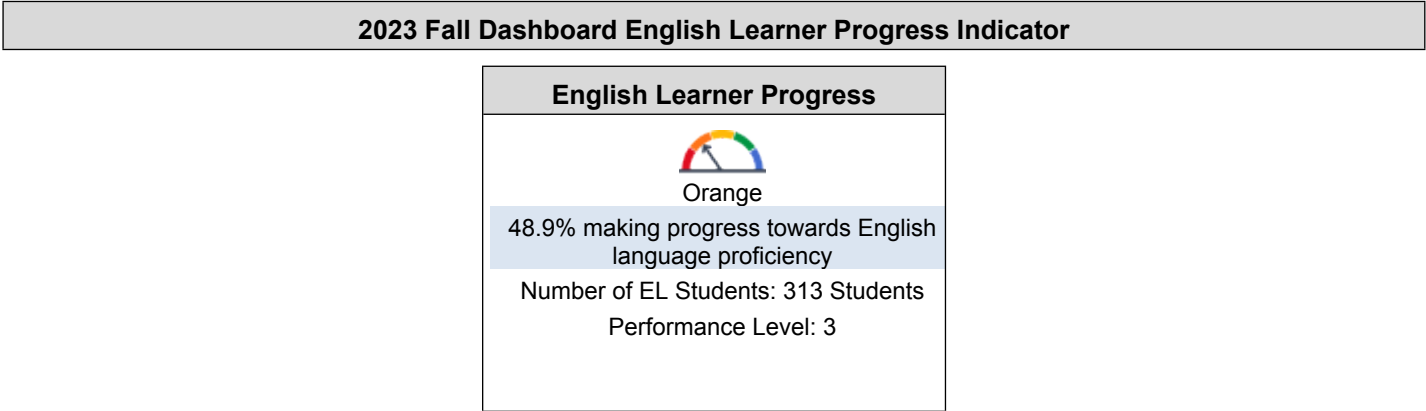 2023 Fall Dashboard English Learner Progress Indicator
English Learner Progress
Orange
48.9% making progress towards English
language proficiency
Number of EL Students: 313 Students
Performance Level: 3